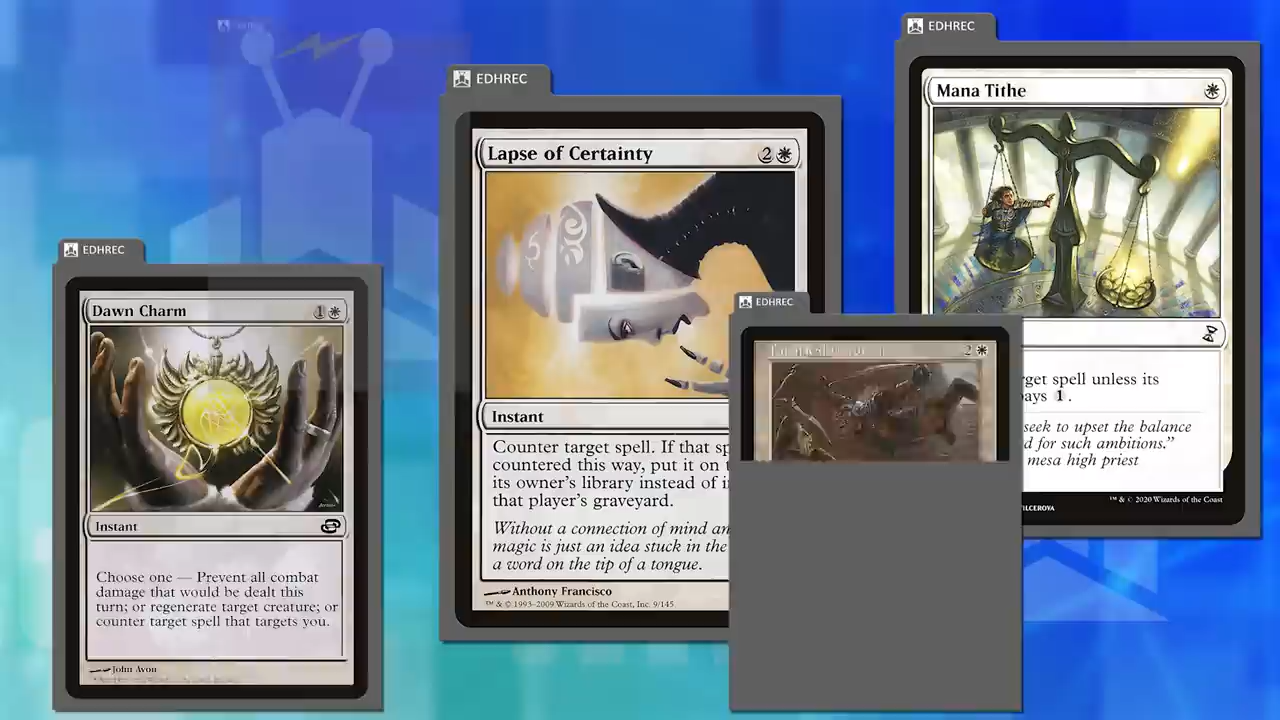 EDHREC
Dawn Charm 1
Instant
Choose one — Prevent all combat
damage that would be dealt this
turn; or regenerate target creature; or
counter target spell that targets you.
John Avon
EDHREC
Lapse of Certainty 2
Instant
Counter target spell. If that sp
countered this way, put it on
its owner's library instead of i
that player's graveyard.
Without a connection of mind an
magic is just an idea stuck in the
a word on the tip of a tongue.
Anthony Francisco
™ & © 1993–2009 Wizards of the Coast, Inc. 9/145
EDHREC
2
EDHREC
Mana Tithe
rget spell unless its
pays 1.
seek to upset the balance
d for such ambitions."
mesa high priest
™ & © 2020 Wizards of the Coast
ILCEROVA